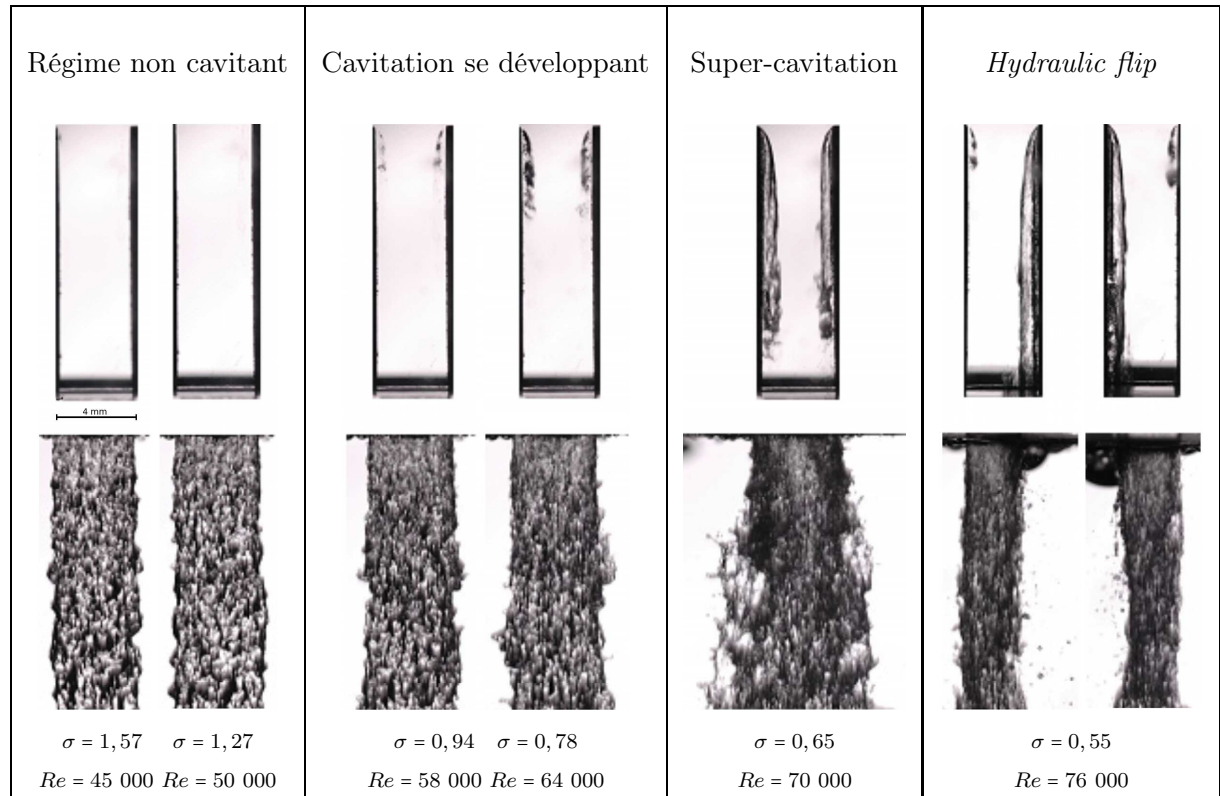 Régime non cavitant
Cavitation se développant
Super-cavitation
Hydraulic flip
4 mm
σ = 1,57 σ = 1,27
σ = 0,94 σ = 0,78
σ = 0,65
σ = 0,55
Re = 45 000 Re = 50 000
Re = 58 000 Re = 64 000
Re = 70 000
Re = 76 000